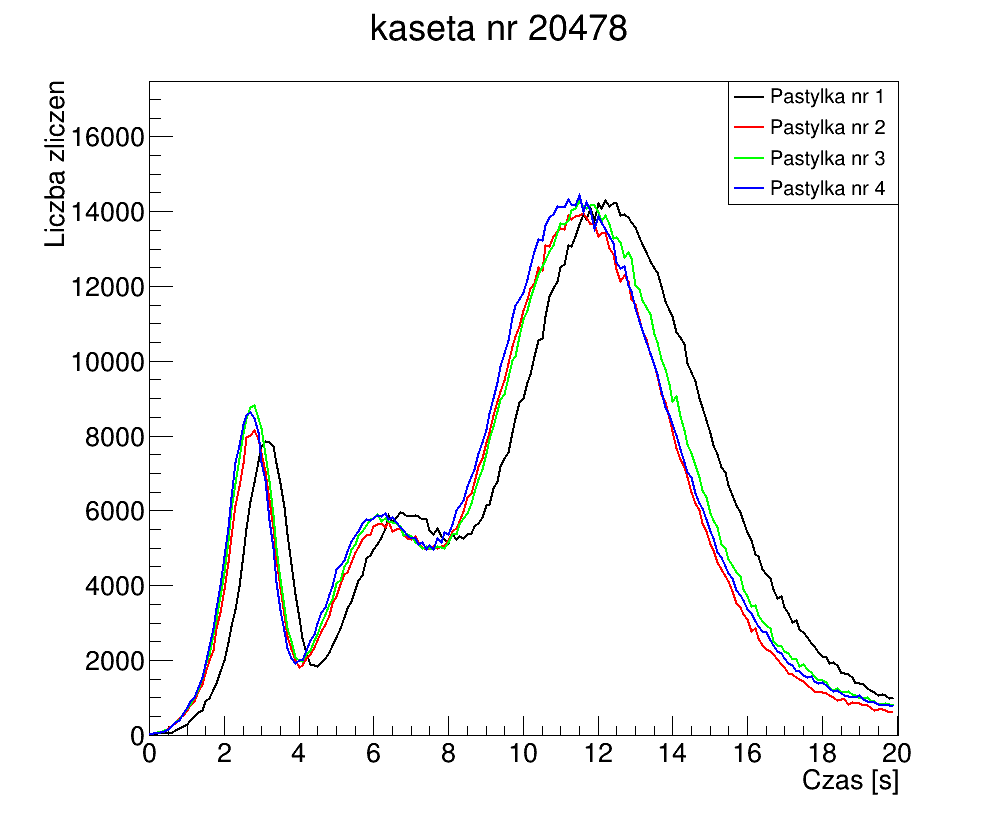 kaseta nr 20478
Liczba zliczen
Pastylka nr 1
Pastylka nr 2
Pastylka nr 3
Pastylka nr 4
16000
14000
12000
10000
8000
6000
4000
2000
0
0 2 4 6 8 10 12 14 16 18 20
Czas [s]